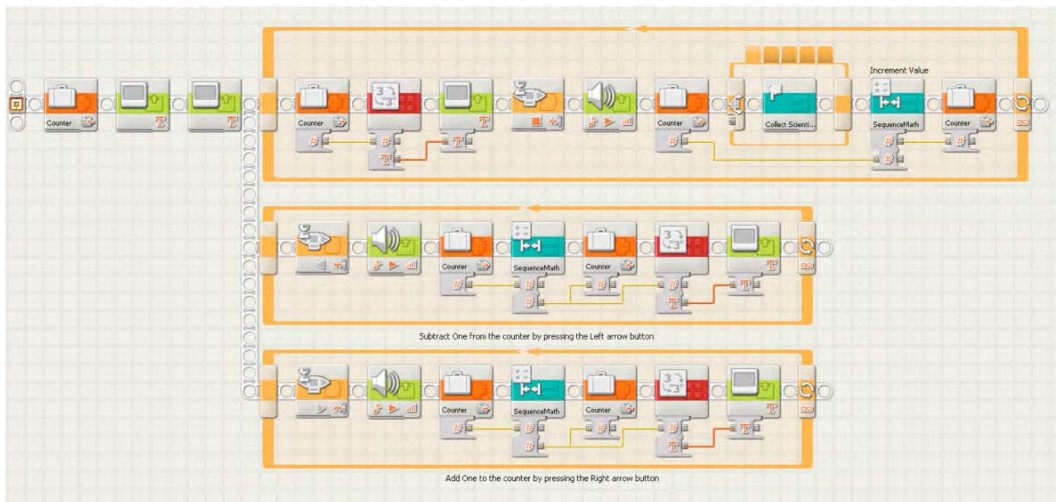 Increment Value
Counter
Counter
Counter
Collect Scienti...
SequenceMath
Counter
Counter
SequenceMath
Counter
Subtract One from the counter by pressing the Left arrow button
Counter
SequenceMath
Counter
Add One to the counter by pressing the Right arrow button